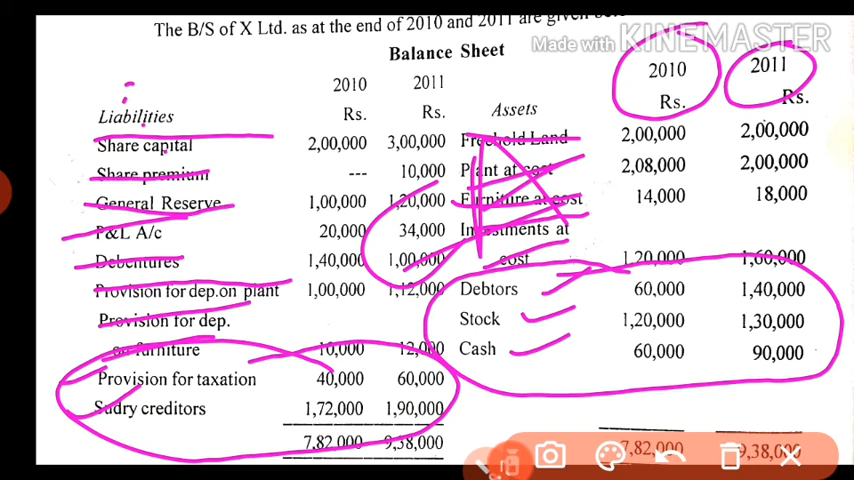 The B/S of X Ltd. as at the end of 2010 and 2011 are given
Made with KINEMASTER
Balance Sheet
2010 2011 2010 2011
Liabilities Rs. Rs. Assets Rs. Rs.
Share capital 2,00,000 3,00,000 Freehold Land 2,00,000 2,00,000
Share premium --- 10,000 Plant at cost 2,08,000 2,00,000
General Reserve 1,00,000 1,20,000 Furniture at cost 14,000 18,000
P&L A/c 20,000 34,000 Investments at
Debentures 1,40,000 1,00,000 cost 1,20,000 1,60,000
Provision for dep.on plant 1,00,000 1,12,000 Debtors 60,000 1,40,000
Provision for dep. Stock 1,20,000 1,30,000
on furniture 10,000 12,000 Cash 60,000 90,000
Provision for taxation 40,000 60,000
Sudry creditors 1,72,000 1,90,000
7,82,000 9,38,000 7,82,000 9,38,000